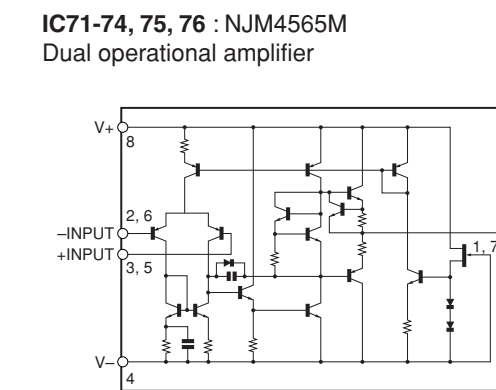 IC71-74, 75, 76 : NJM4565M
Dual operational amplifier
V+
8
2, 6
–INPUT
+INPUT
3, 5
1, 7
V–
4